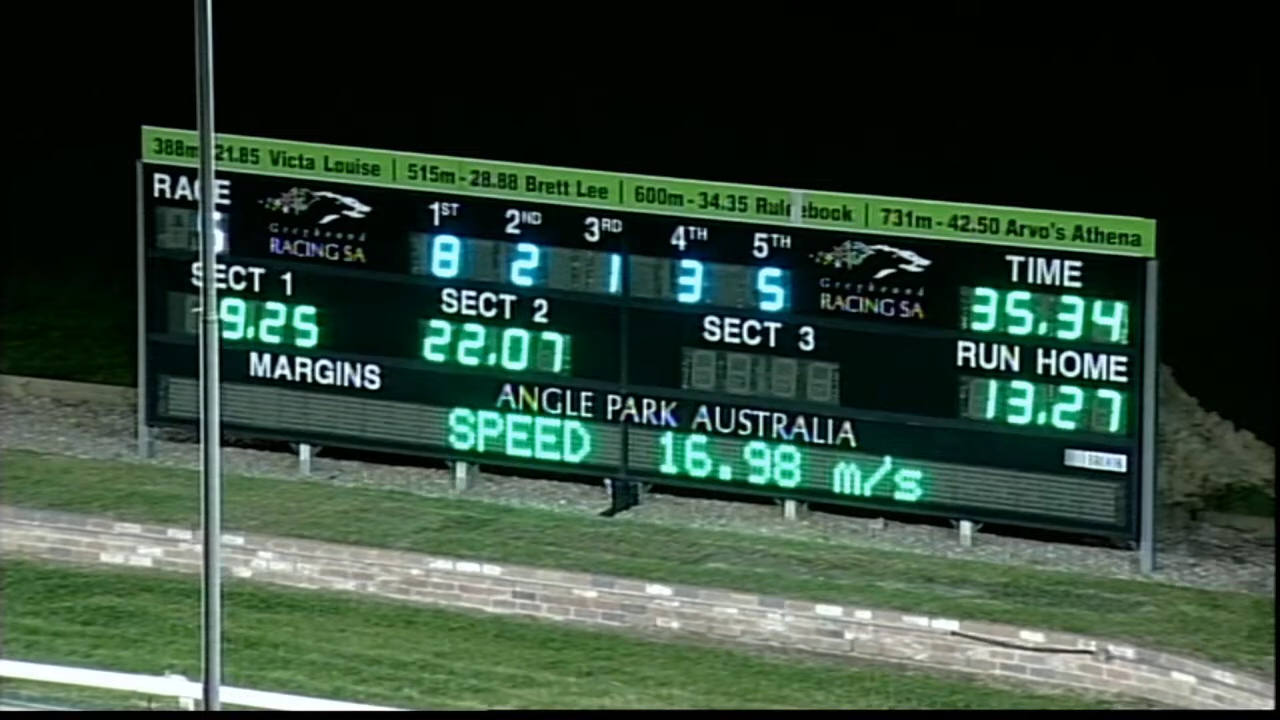 388m 21.85 Victa Louise | 515m - 28.88 Brett Lee | 600m - 34.35 Rulebook | 731m - 42.50 Arvo's Athena
RACE 1ST 2ND 3RD 4TH 5TH
Greyhound RACING SA 8 2 1 3 5 Greyhound RACING SA TIME
35.34
SECT 1 SECT 2 SECT 3 RUN HOME
9.25 22.07 13.27
MARGINS ANGLE PARK AUSTRALIA
SPEED 16.98 m/s